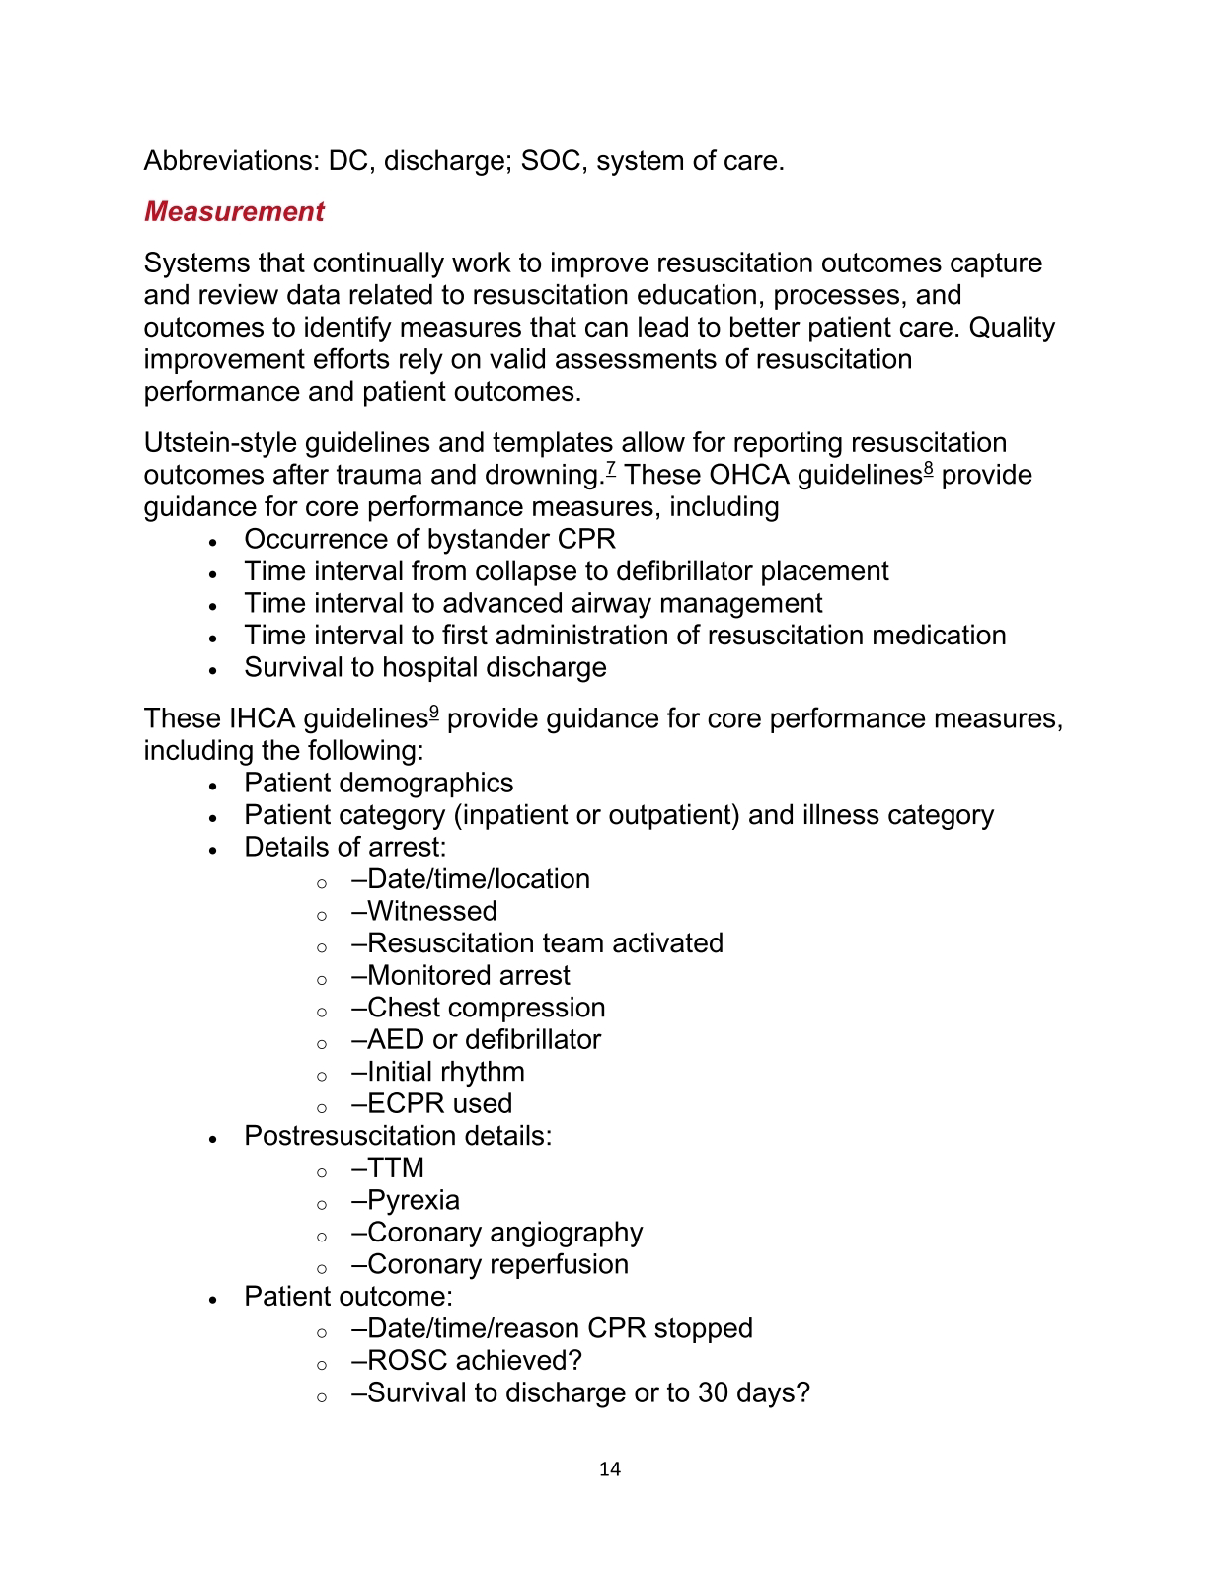 Abbreviations: DC, discharge; SOC, system of care.
Measurement
Systems that continually work to improve resuscitation outcomes capture
and review data related to resuscitation education, processes, and
outcomes to identify measures that can lead to better patient care. Quality
improvement efforts rely on valid assessments of resuscitation
performance and patient outcomes.
Utstein-style guidelines and templates allow for reporting resuscitation
outcomes after trauma and drowning.7 These OHCA guidelines8 provide
guidance for core performance measures, including
• Occurrence of bystander CPR
• Time interval from collapse to defibrillator placement
• Time interval to advanced airway management
• Time interval to first administration of resuscitation medication
• Survival to hospital discharge
These IHCA guidelines9 provide guidance for core performance measures,
including the following:
• Patient demographics
• Patient category (inpatient or outpatient) and illness category
• Details of arrest:
o –Date/time/location
o –Witnessed
o –Resuscitation team activated
o –Monitored arrest
o –Chest compression
o –AED or defibrillator
o –Initial rhythm
o –ECPR used
• Postresuscitation details:
o –TTM
o –Pyrexia
o –Coronary angiography
o –Coronary reperfusion
• Patient outcome:
o –Date/time/reason CPR stopped
o –ROSC achieved?
o –Survival to discharge or to 30 days?
14